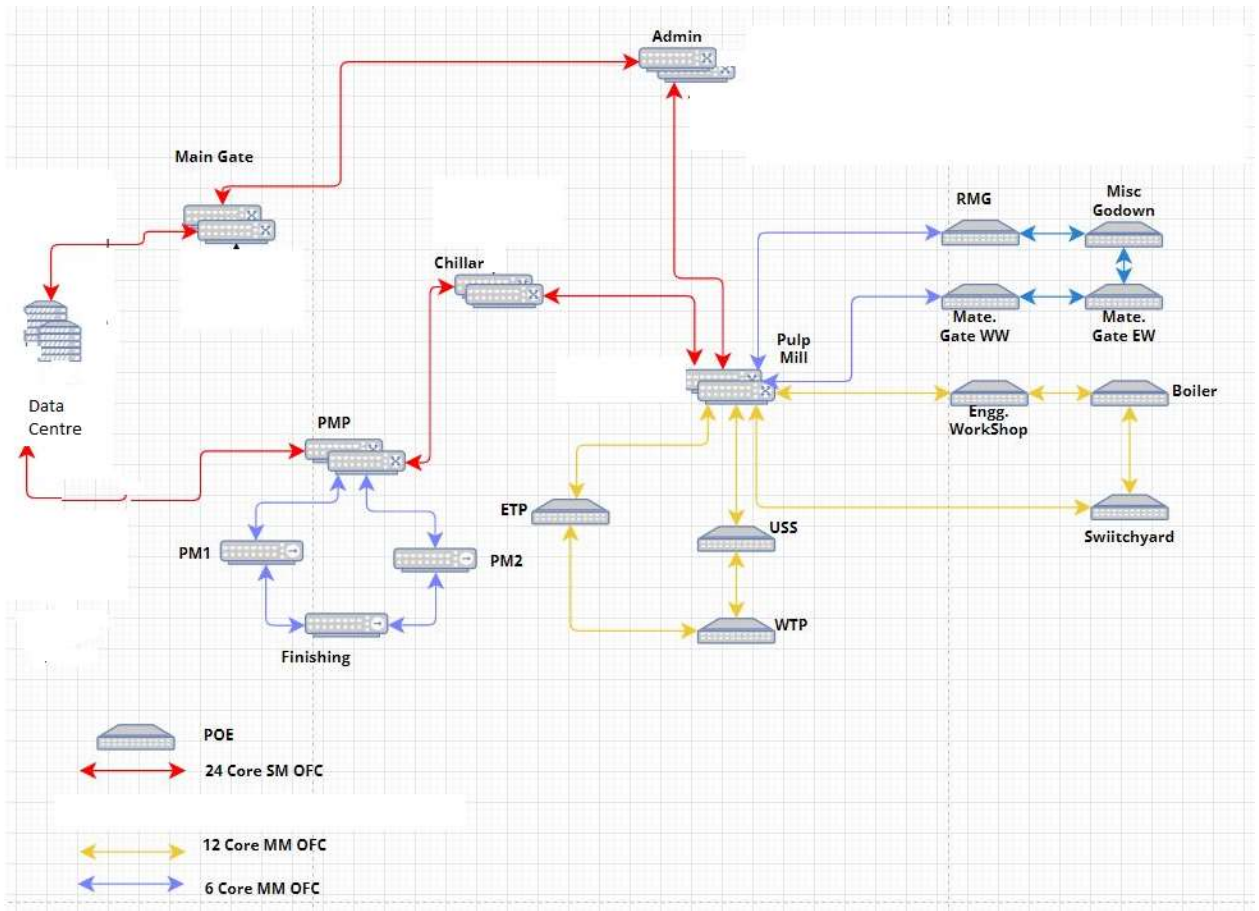 Admin
Main Gate
RMG
Misc
Godown
Chillar
Mate.
Gate WW
Mate.
Gate EW
Pulp
Mill
Data
Centre
PMP
Engg.
WorkShop
Boiler
ETP
USS
Swiitchyard
PM1
PM2
WTP
Finishing
POE
24 Core SM OFC
12 Core MM OFC
6 Core MM OFC